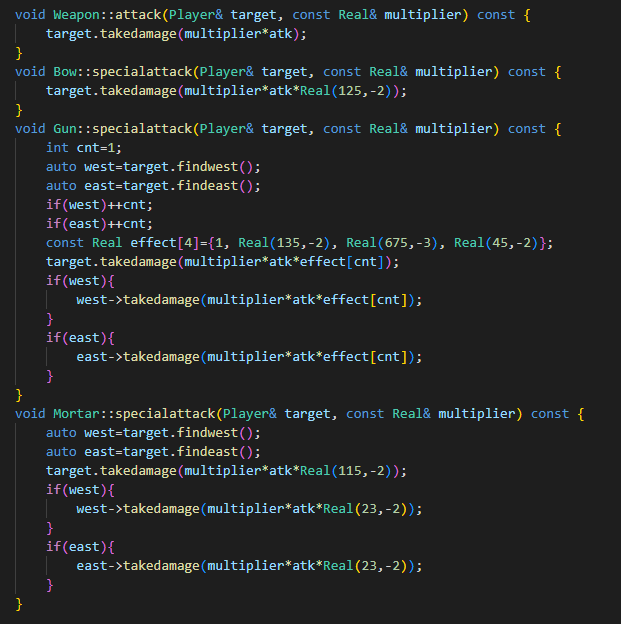 void Weapon::attack(Player& target, const Real& multiplier) const {
    target.takedamage(multiplier*atk);
}
void Bow::specialattack(Player& target, const Real& multiplier) const {
    target.takedamage(multiplier*atk*Real(125,-2));
}
void Gun::specialattack(Player& target, const Real& multiplier) const {
    int cnt=1;
    auto west=target.findwest();
    auto east=target.findeast();
    if(west)++cnt;
    if(east)++cnt;
    const Real effect[4]={1, Real(135,-2), Real(675,-3), Real(45,-2)};
    target.takedamage(multiplier*atk*effect[cnt]);
    if(west){
        west->takedamage(multiplier*atk*effect[cnt]);
    }
    if(east){
        east->takedamage(multiplier*atk*effect[cnt]);
    }
}
void Mortar::specialattack(Player& target, const Real& multiplier) const {
    auto west=target.findwest();
    auto east=target.findeast();
    target.takedamage(multiplier*atk*Real(115,-2));
    if(west){
        west->takedamage(multiplier*atk*Real(23,-2));
    }
    if(east){
        east->takedamage(multiplier*atk*Real(23,-2));
    }
}